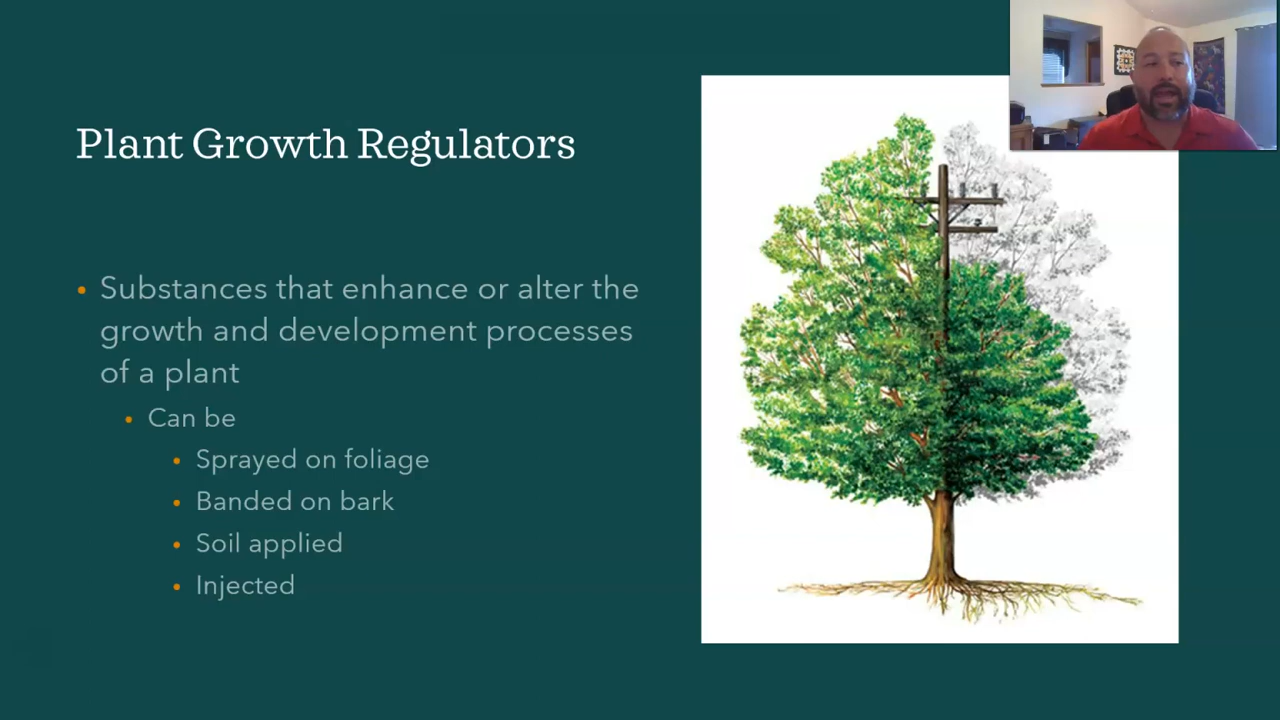 Plant Growth Regulators
• Substances that enhance or alter the
growth and development processes
of a plant
• Can be
• Sprayed on foliage
• Banded on bark
• Soil applied
• Injected